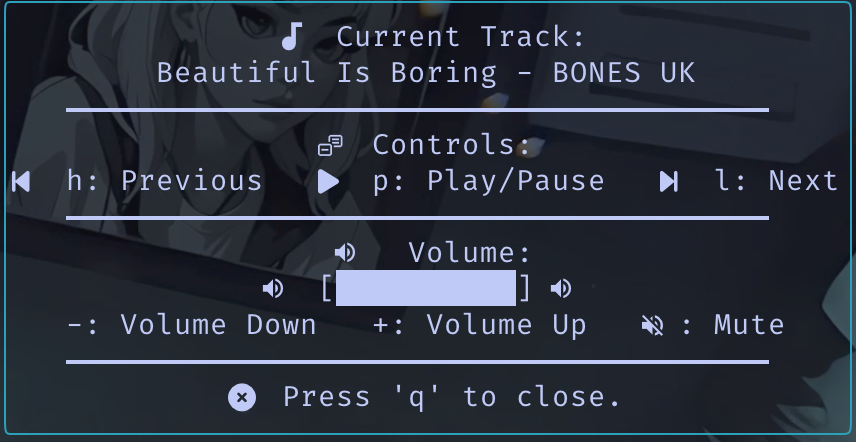 Current Track:
Beautiful Is Boring - BONES UK
Controls:
h: Previous p: Play/Pause l: Next
Volume:
[██████████]
-: Volume Down +: Volume Up : Mute
Press 'q' to close.